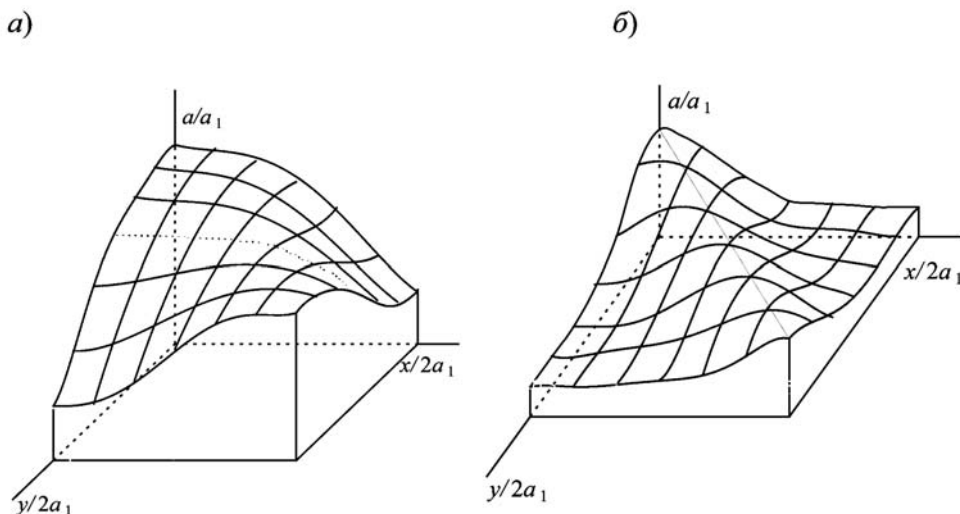 а)
б)
a/a₁
a/a₁
x/2a₁
x/2a₁
y/2a₁
y/2a₁